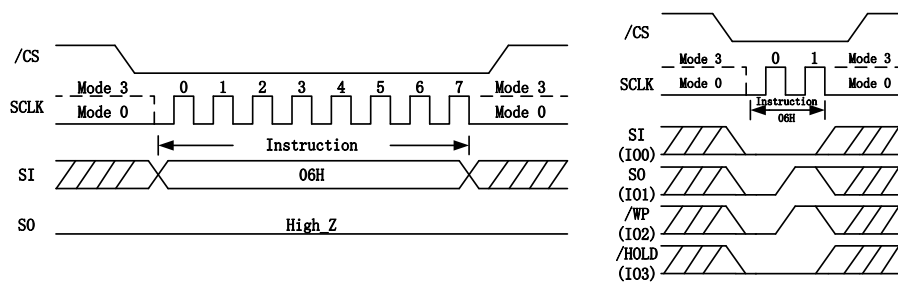 /CS
Mode 3 0 1 2 3 4 5 6 7 Mode 3
SCLK
Mode 0 Mode 0
Instruction
SI 06H
SO High_Z
/CS
Mode 3 0 1 Mode 3
SCLK Mode 0 Mode 0
Instruction
06H
SI
(IO0)
SO
(IO1)
/WP
(IO2)
/HOLD
(IO3)